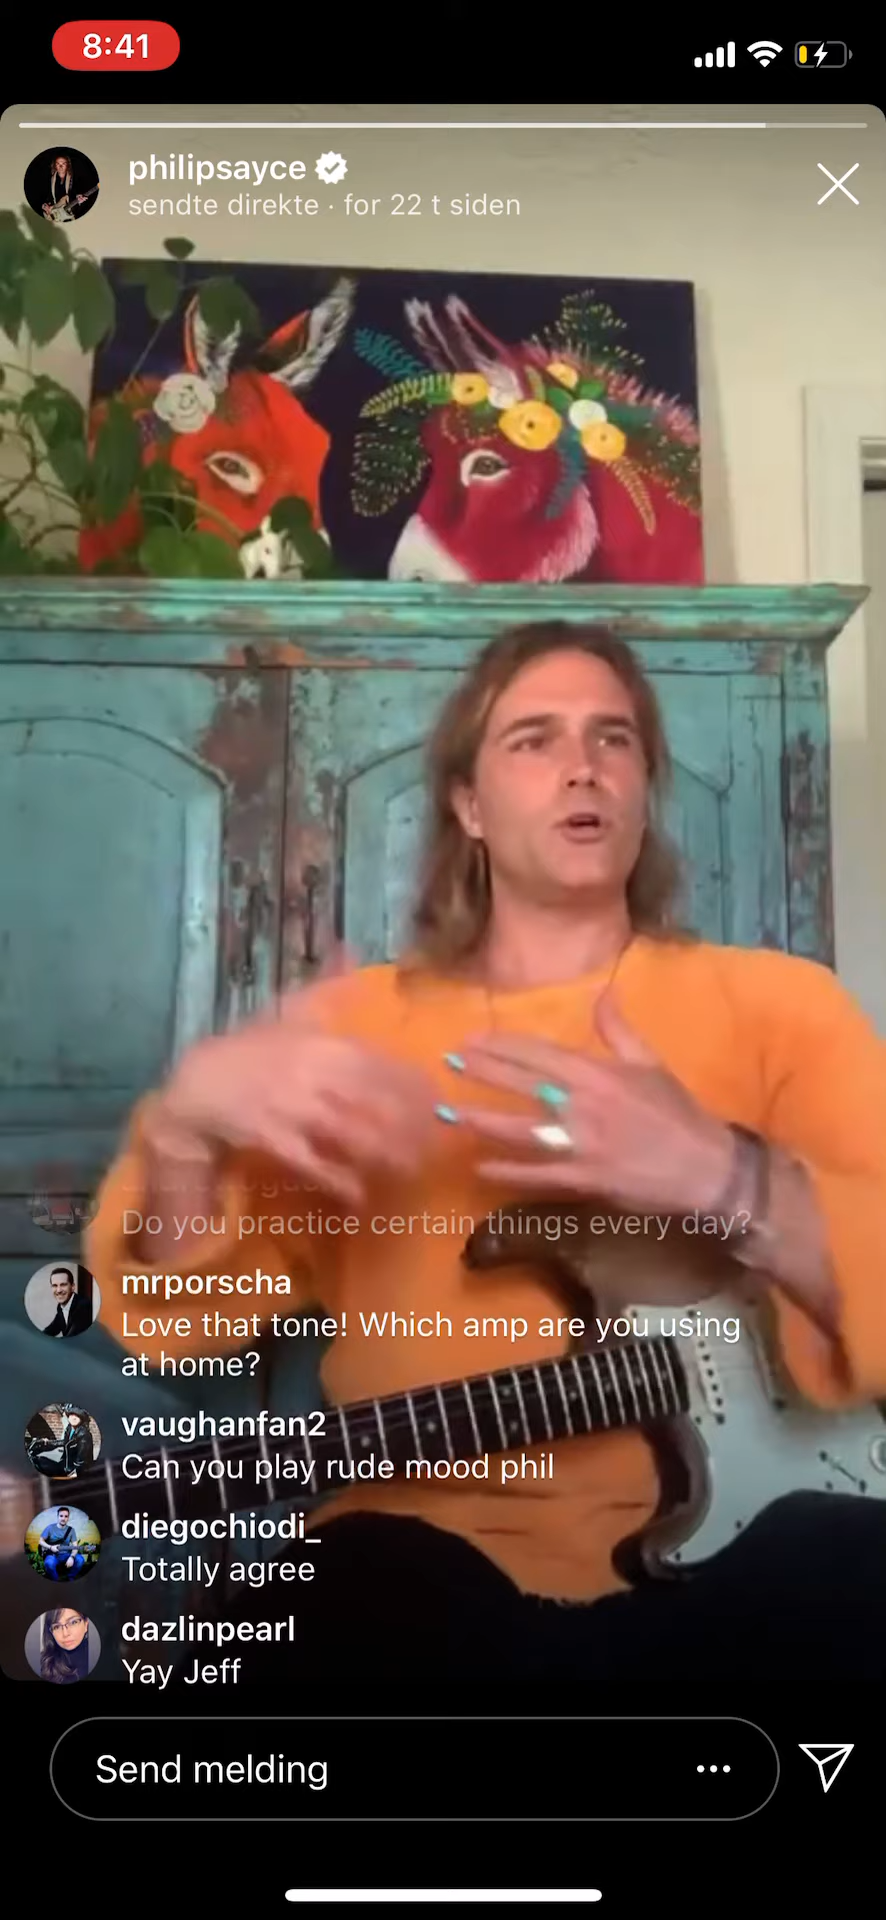 8:41
philipsayce
sendte direkte · for 22 t siden
Do you practice certain things every day?
mrporscha
Love that tone! Which amp are you using
at home?
vaughanfan2
Can you play rude mood phil
diegochiodi_
Totally agree
dazlinpearl
Yay Jeff
Send melding